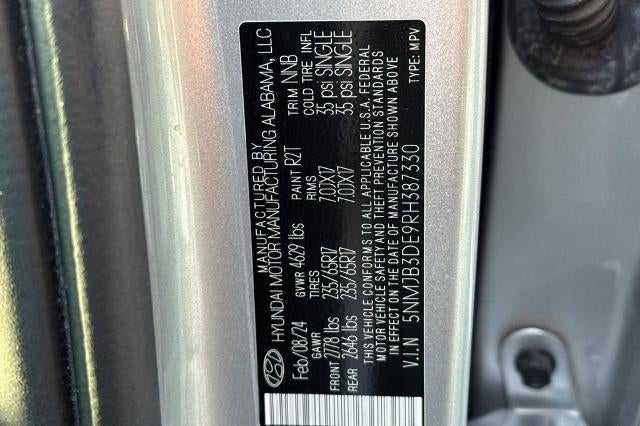 MANUFACTURED BY
HYUNDAI MOTOR MANUFACTURING ALABAMA, LLC
Feb/08/24 GVWR 4629 lbs PAINT R2T TRIM NNB
GAWR TIRES RIMS COLD TIRE INFL
FRONT 2778 lbs 235/65R17 7.0JX17 35 psi SINGLE
REAR 2646 lbs 235/65R17 7.0JX17 35 psi SINGLE
THIS VEHICLE CONFORMS TO ALL APPLICABLE U.S.A. FEDERAL
MOTOR VEHICLE SAFETY AND THEFT PREVENTION STANDARDS
IN EFFECT ON THE DATE OF MANUFACTURE SHOWN ABOVE
V.I.N 5NMJB3DE9RH387330 TYPE: MPV